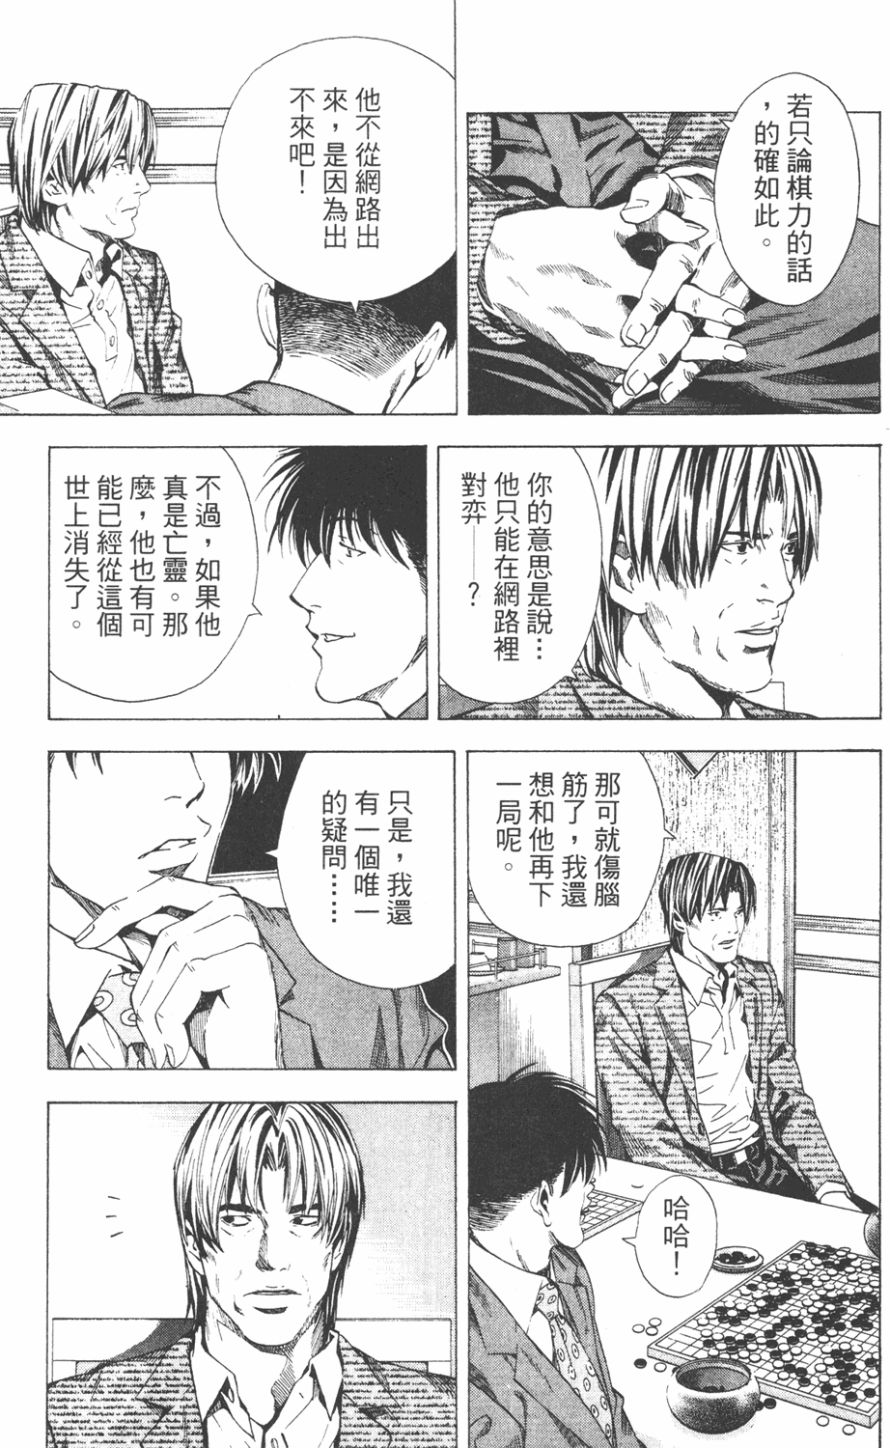 若只論棋力的話
，的確如此。
他不從網路出
來，是因為出
不來吧！
你的意思是說…
他只能在網路裡
對弈──？
不過，如果他
真是亡靈。那
麼，他也有可
能已經從這個
世上消失了。
那可就傷腦
筋了，我還
想和他再下
一局呢。
哈哈！
只是，我還
有一個唯一
的疑問……